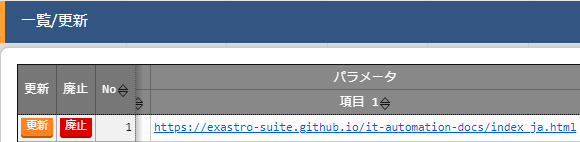 一覧/更新
パラメータ
更新 廃止 No 項目 1
更新 廃止 1 https://exastro-suite.github.io/it-automation-docs/index_ja.html